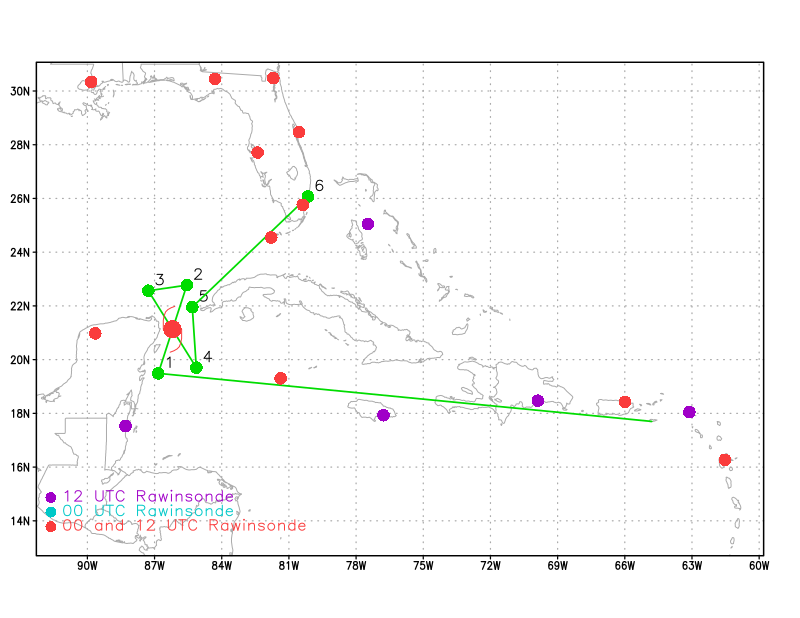 30N
28N
6
26N
24N
3
2
5
22N
20N
1
4
18N
16N
12 UTC Rawinsonde
00 UTC Rawinsonde
00 and 12 UTC Rawinsonde
14N
90W 87W 84W 81W 78W 75W 72W 69W 66W 63W 60W